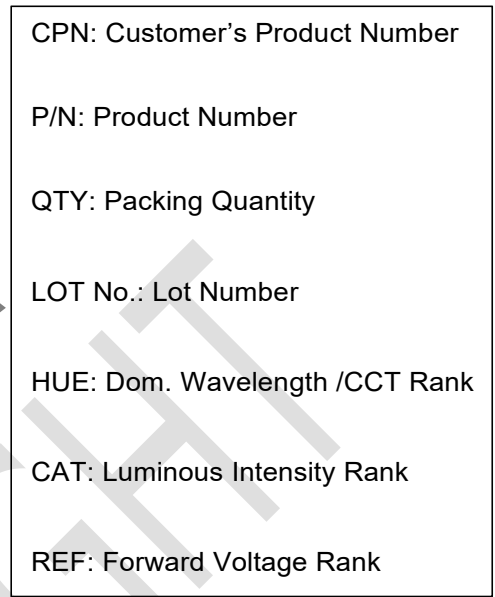 CPN: Customer’s Product Number
P/N: Product Number
QTY: Packing Quantity
LOT No.: Lot Number
HUE: Dom. Wavelength /CCT Rank
CAT: Luminous Intensity Rank
REF: Forward Voltage Rank
GHT